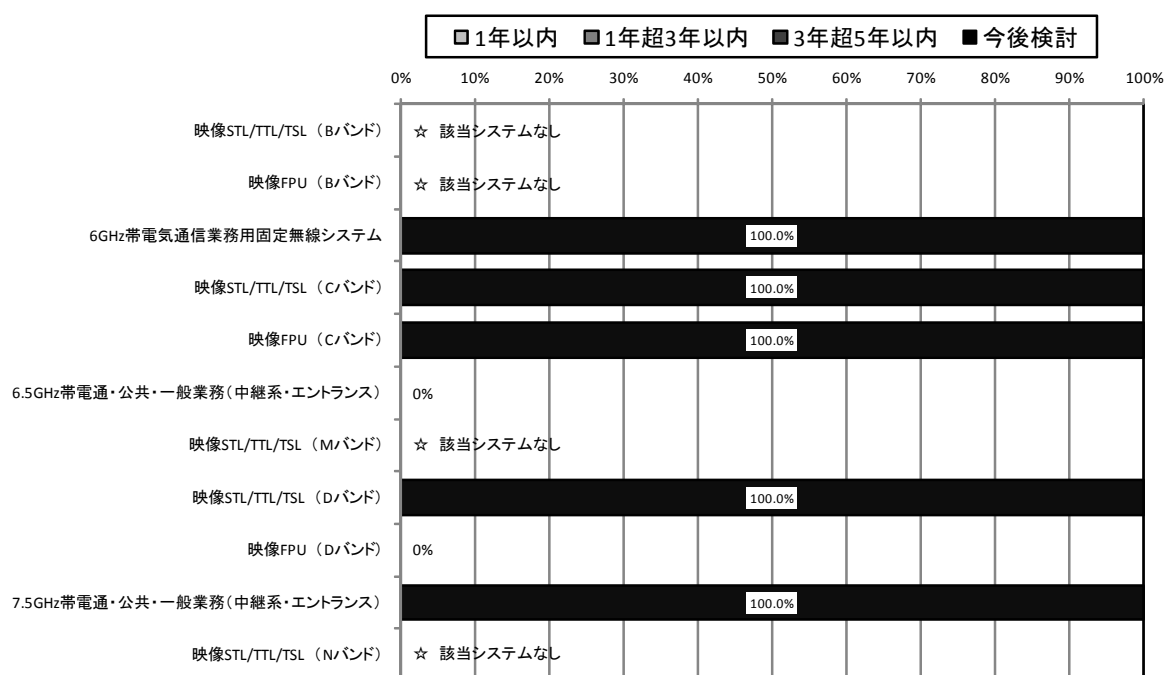 1年以内 1年超3年以内 3年超5年以内 今後検討
0% 10% 20% 30% 40% 50% 60% 70% 80% 90% 100%
映像STL/TTL/TSL（Bバンド） ☆ 該当システムなし
映像FPU（Bバンド） ☆ 該当システムなし
6GHz帯電気通信業務用固定無線システム 100.0%
映像STL/TTL/TSL（Cバンド） 100.0%
映像FPU（Cバンド） 100.0%
6.5GHz帯電通・公共・一般業務（中継系・エントランス） 0%
映像STL/TTL/TSL（Mバンド） ☆ 該当システムなし
映像STL/TTL/TSL（Dバンド） 100.0%
映像FPU（Dバンド） 0%
7.5GHz帯電通・公共・一般業務（中継系・エントランス） 100.0%
映像STL/TTL/TSL（Nバンド） ☆ 該当システムなし